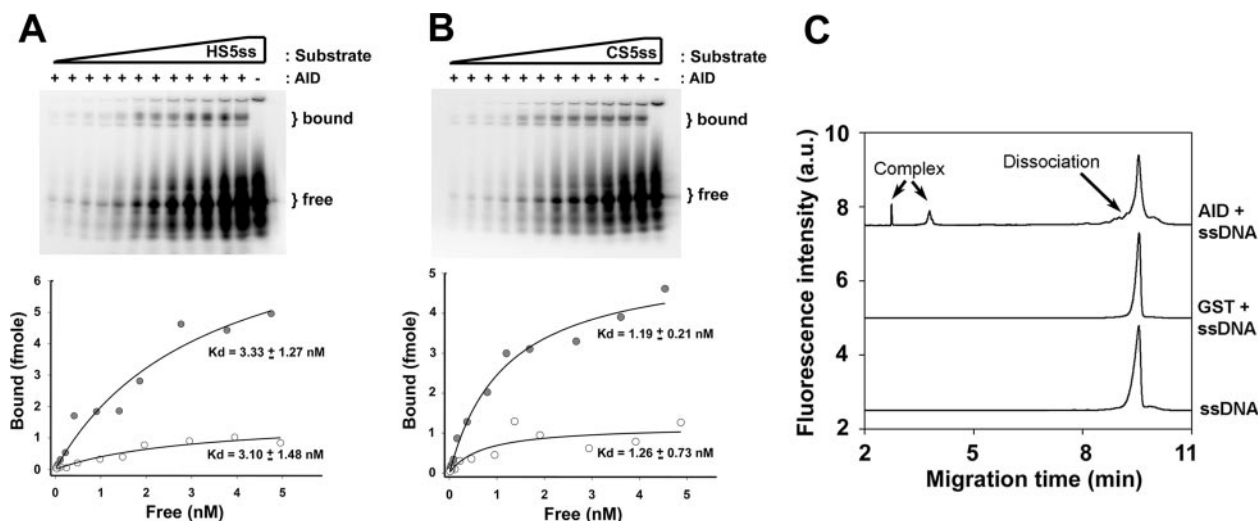 A
HS5ss
: Substrate
+ + + + + + + + + + + -
: AID
} bound
} free
Bound (fmole)
6
5
4
3
2
1
0
Kd = 3.33 ± 1.27 nM
Kd = 3.10 ± 1.48 nM
0 1 2 3 4 5
Free (nM)
B
CS5ss
: Substrate
+ + + + + + + + + + + -
: AID
} bound
} free
Bound (fmole)
5
4
3
2
1
0
Kd = 1.19 ± 0.21 nM
Kd = 1.26 ± 0.73 nM
0 1 2 3 4 5
Free (nM)
C
Fluorescence intensity (a.u.)
10
8
6
4
2
Complex
Dissociation
AID +
ssDNA
GST +
ssDNA
ssDNA
2 5 8 11
Migration time (min)